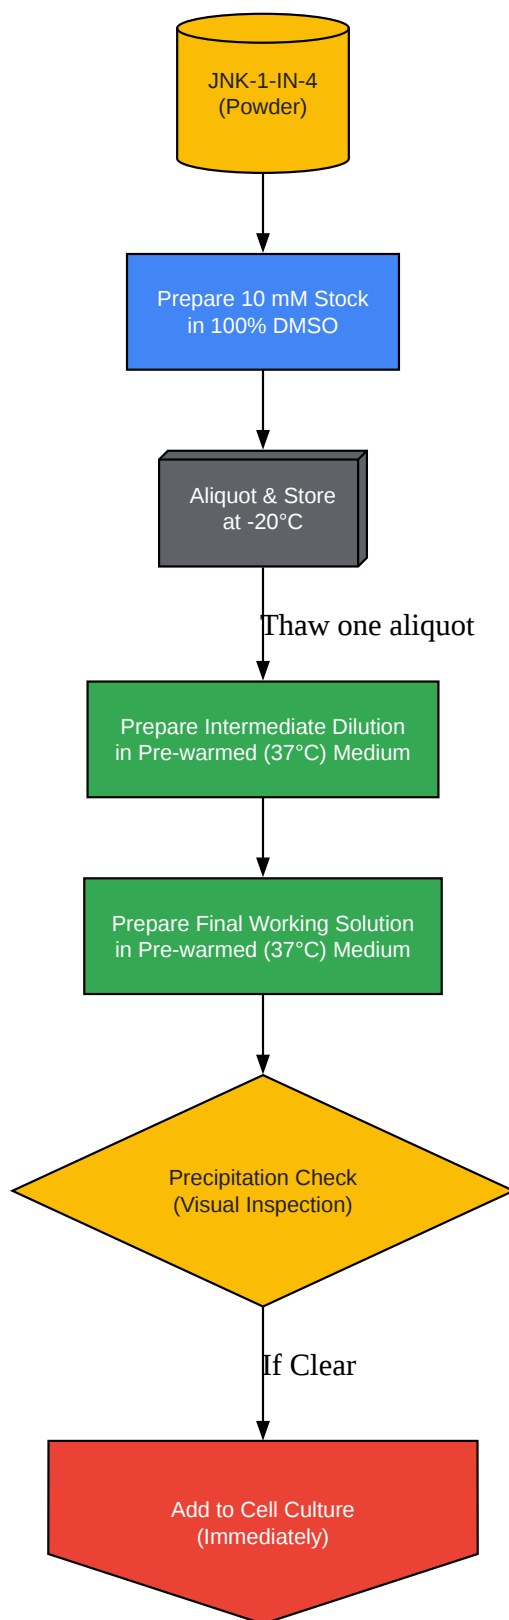 JNK-1-IN-4
(Powder)
Prepare 10 mM Stock
in 100% DMSO
Aliquot & Store
at -20°C
Thaw one aliquot
Prepare Intermediate Dilution
in Pre-warmed (37°C) Medium
Prepare Final Working Solution
in Pre-warmed (37°C) Medium
Precipitation Check
(Visual Inspection)
If Clear
Add to Cell Culture
(Immediately)